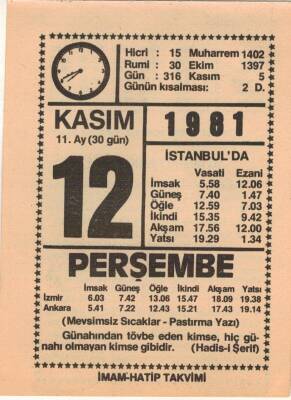 Hicri : 15 Muharrem 1402
Rumi : 30 Ekim 1397
Gün : 316 Kasım 5
Günün kısalması: 2 D.
KASIM
11. Ay (30 gün)
12
1981
İSTANBUL'DA
Vasati Ezani
İmsak 5.58 12.06
Güneş 7.40 1.47
Öğle 12.59 7.03
İkindi 15.35 9.42
Akşam 17.56 12.00
Yatsı 19.29 1.34
PERŞEMBE
İmsak Güneş Öğle İkindi Akşam Yatsı
İzmir 6.03 7.42 13.06 15.47 18.09 19.38
Ankara 5.41 7.22 12.43 15.21 17.43 19.14
(Mevsimsiz Sıcaklar - Pastırma Yazı)
Günahından tövbe eden kimse, hiç gü-
nahı olmayan kimse gibidir. (Hadis-i Şerif)
İMAM-HATİP TAKVİMİ